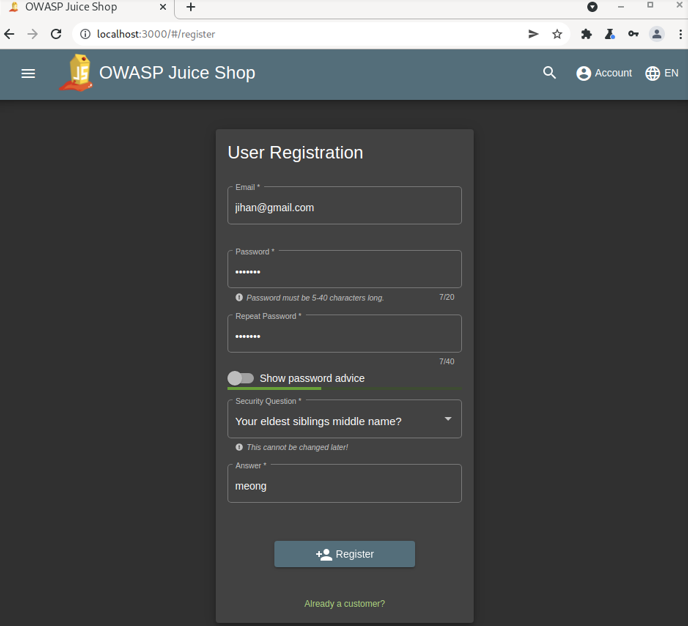 OWASP Juice Shop
localhost:3000/#/register
OWASP Juice Shop
Account
EN
User Registration
Email *
jihan@gmail.com
Password *
•••••••
Password must be 5-40 characters long.
7/20
Repeat Password *
•••••••
7/40
Show password advice
Security Question *
Your eldest siblings middle name?
This cannot be changed later!
Answer *
meong
Register
Already a customer?